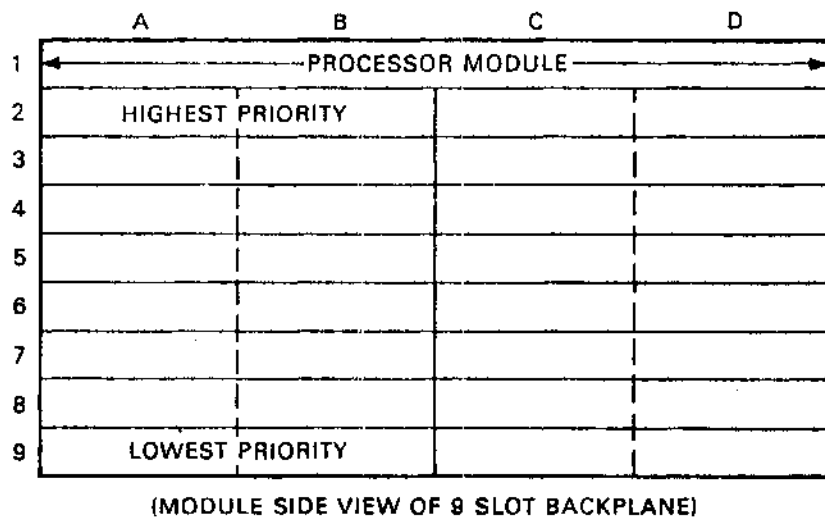 A B C D
1 PROCESSOR MODULE
2 HIGHEST PRIORITY
3
4
5
6
7
8
9 LOWEST PRIORITY
(MODULE SIDE VIEW OF 9 SLOT BACKPLANE)